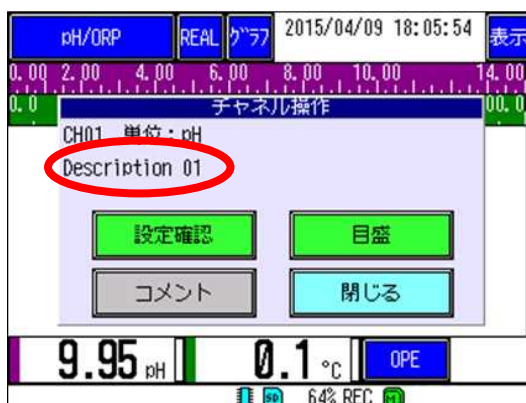 pH/ORP REAL グラフ 2015/04/09 18:05:54 表示
0.00 2.00 4.00 6.00 8.00 10.00 14.00
0.0 00.0
チャネル操作
CH01 単位:pH
Description 01
設定確認 目盛
コメント 閉じる
9.95 pH 0.1 °C OPE
SD 64% REC M